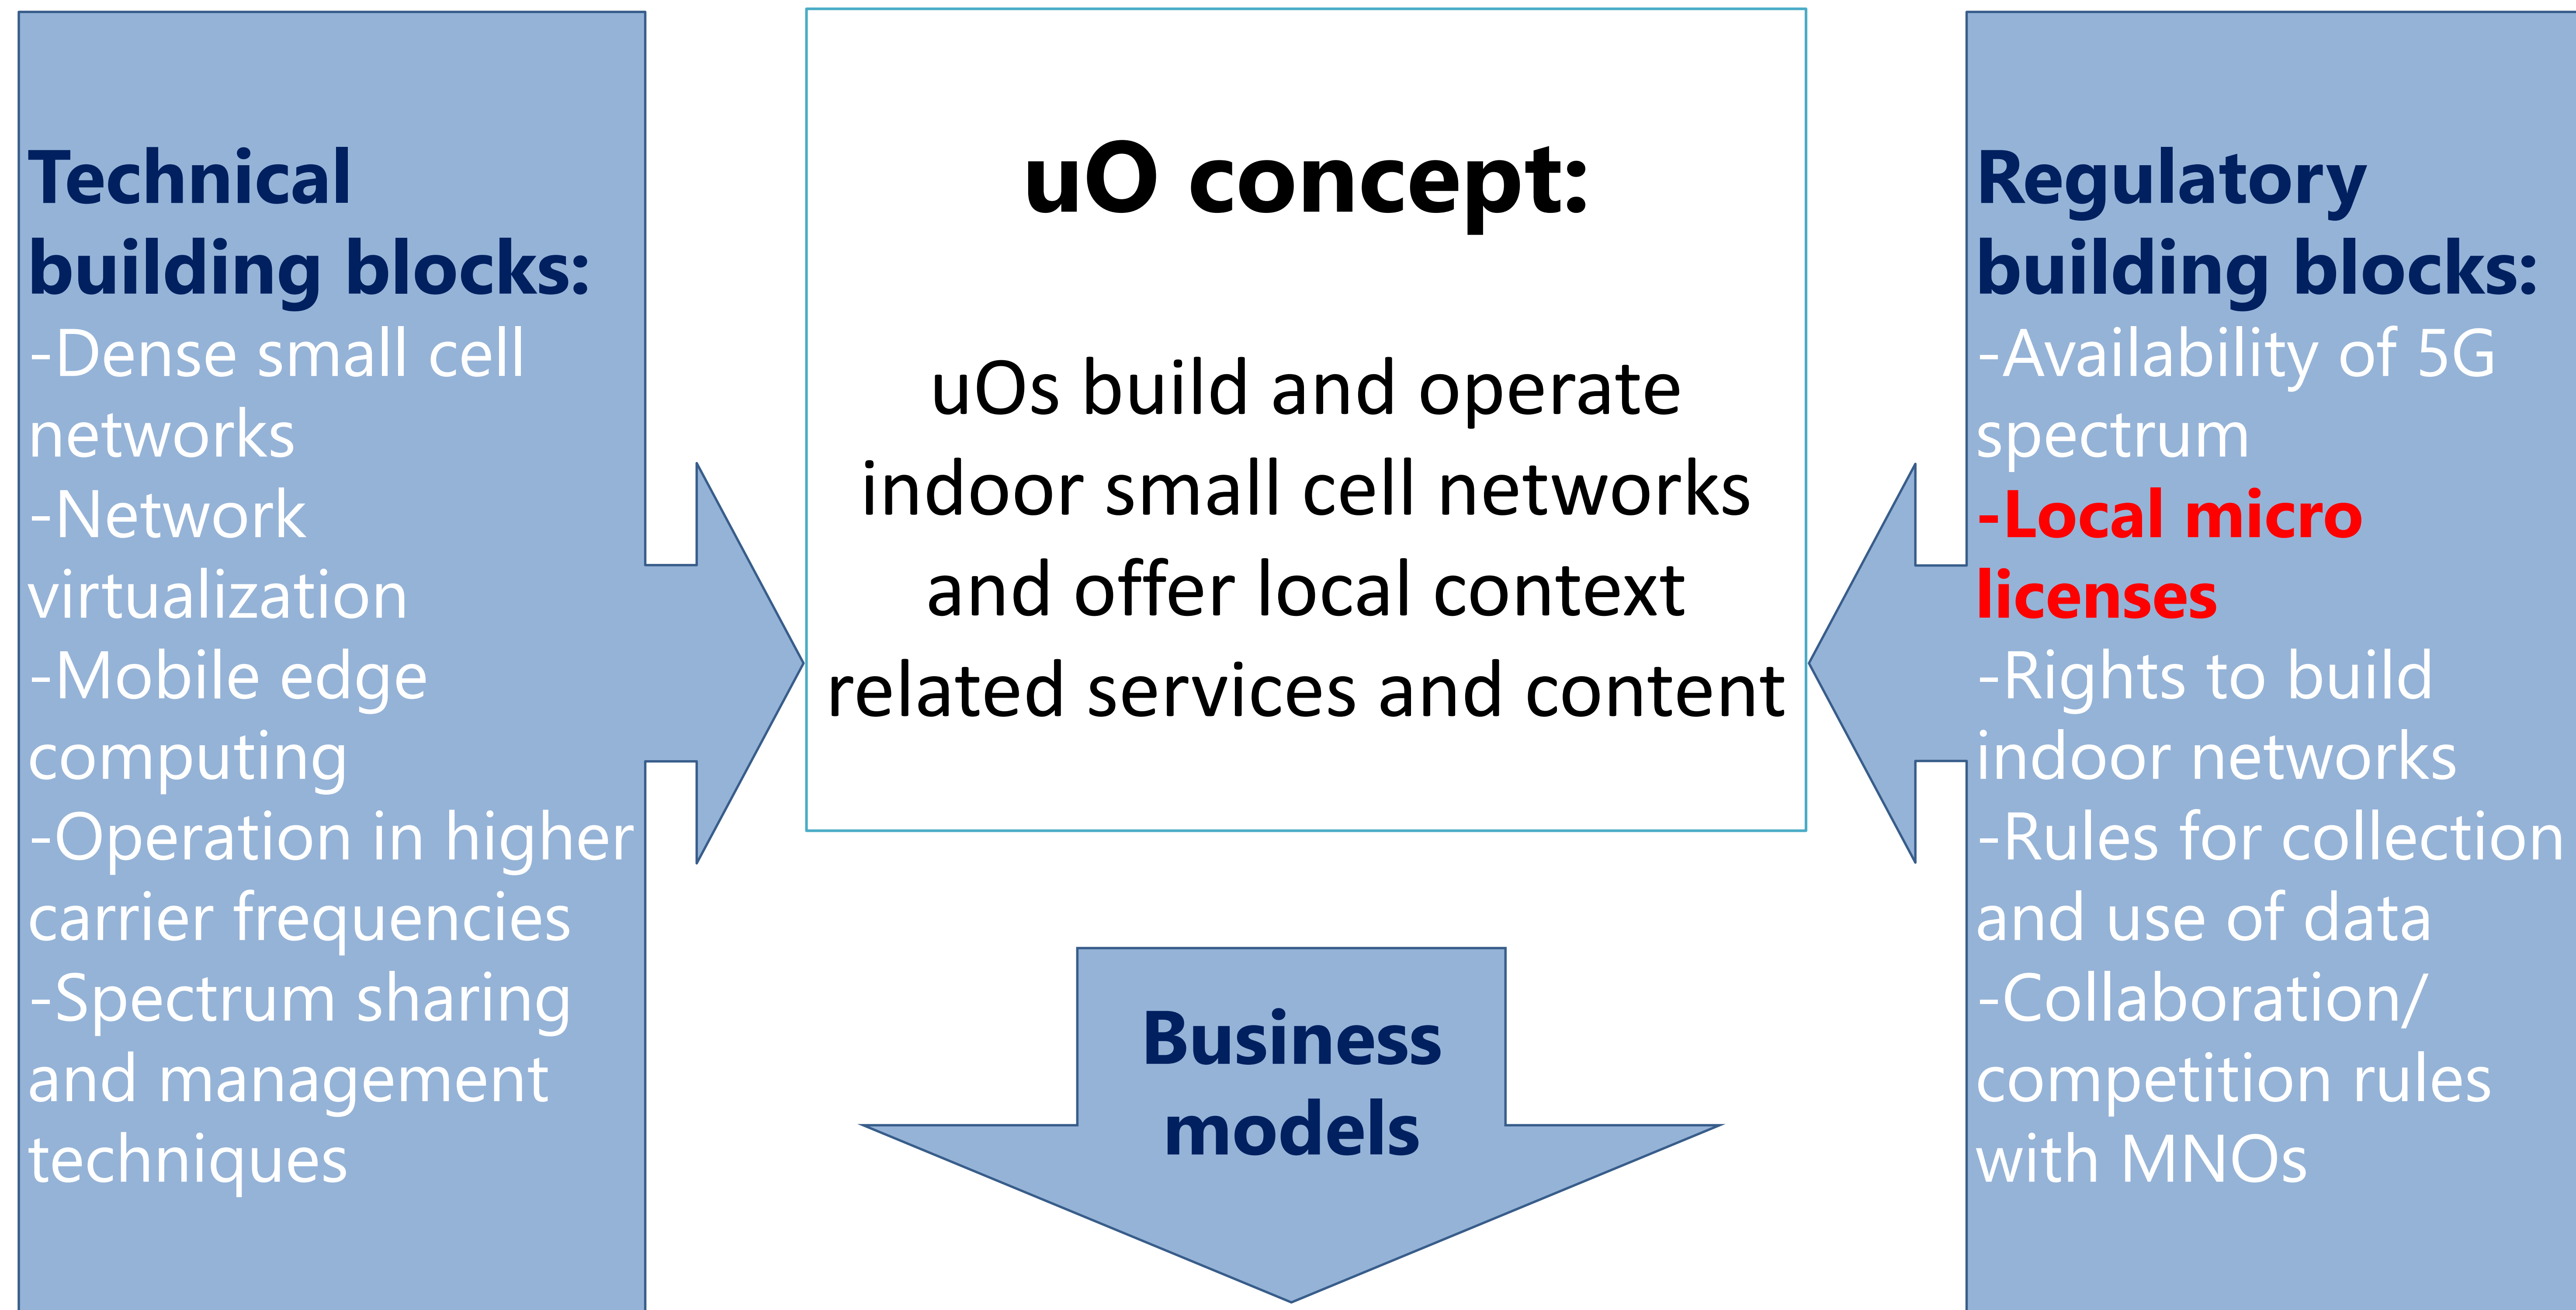 Technical
building blocks:
-Dense small cell
networks
-Network
virtualization
-Mobile edge
computing
-Operation in higher
carrier frequencies
-Spectrum sharing
and management
techniques
uO concept:
uOs build and operate
indoor small cell networks
and offer local context
related services and content
Business
models
Regulatory
building blocks:
-Availability of 5G
spectrum
-Local micro
licenses
-Rights to build
indoor networks
-Rules for collection
and use of data
-Collaboration/
competition rules
with MNOs